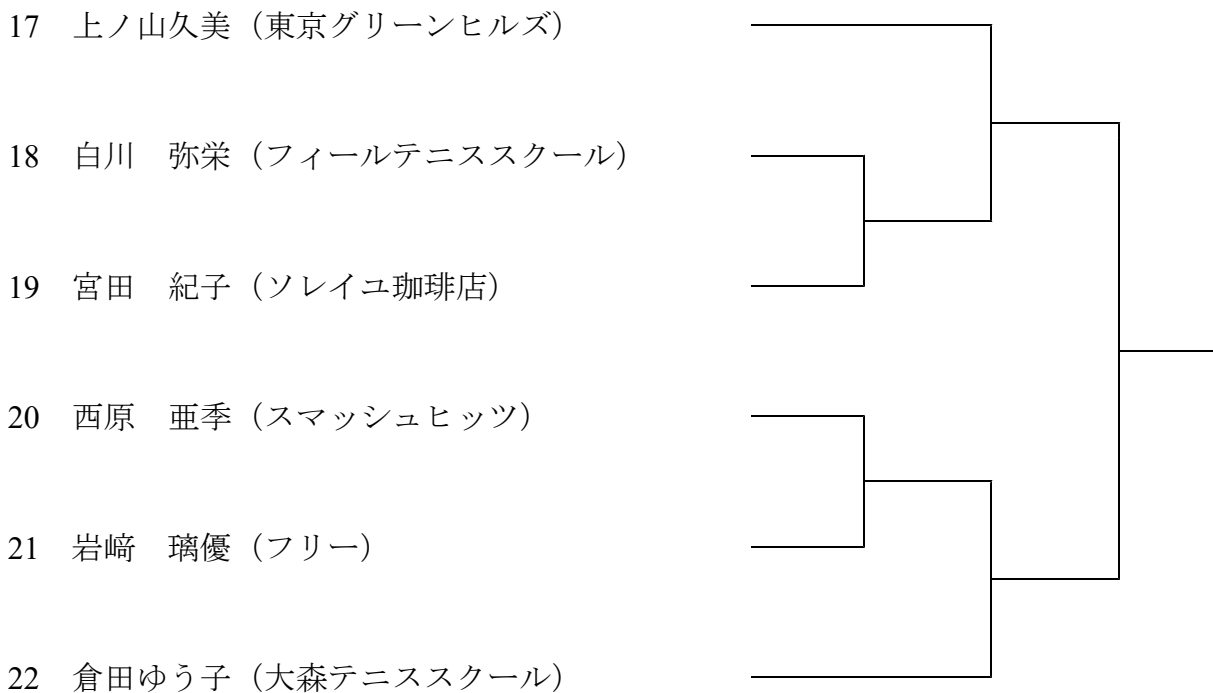 17 上ノ山久美（東京グリーンヒルズ）
18 白川　弥栄（フィールテニススクール）
19 宮田　紀子（ソレイユ珈琲店）
20 西原　亜季（スマッシュヒッツ）
21 岩﨑　璃優（フリー）
22 倉田ゆう子（大森テニススクール）